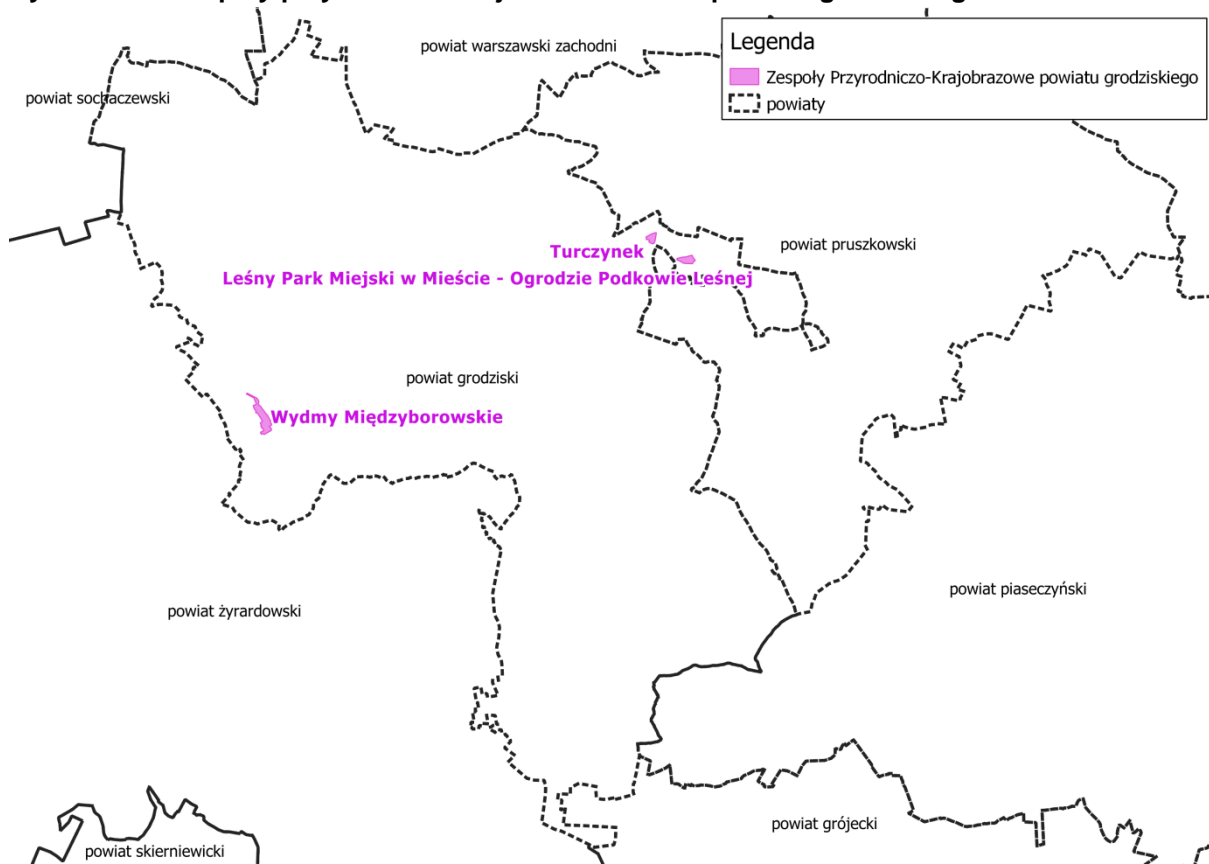 powiat warszawski zachodni
Legenda
Zespoły Przyrodniczo-Krajobrazowe powiatu grodziskiego
powiaty
powiat sochaczewski
powiat pruszkowski
Turczynek
Leśny Park Miejski w Mieście - Ogrodzie Podkowie Leśnej
powiat grodziski
Wydmy Międzyborowskie
powiat piaseczyński
powiat żyrardowski
powiat grójecki
powiat skierniewicki